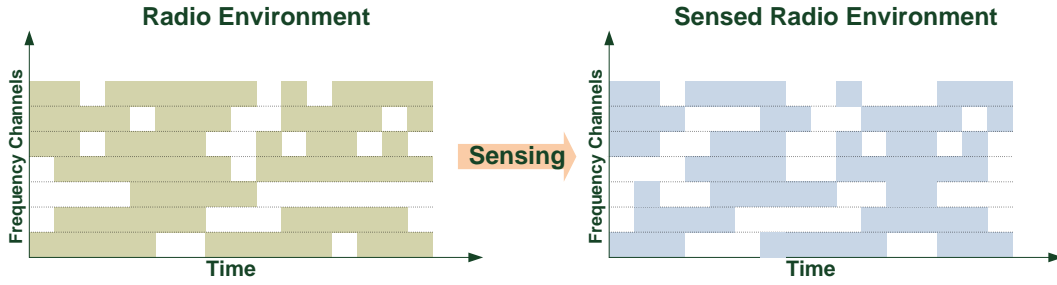 Radio Environment
Sensed Radio Environment
Frequency Channels
Sensing
Frequency Channels
Time
Time